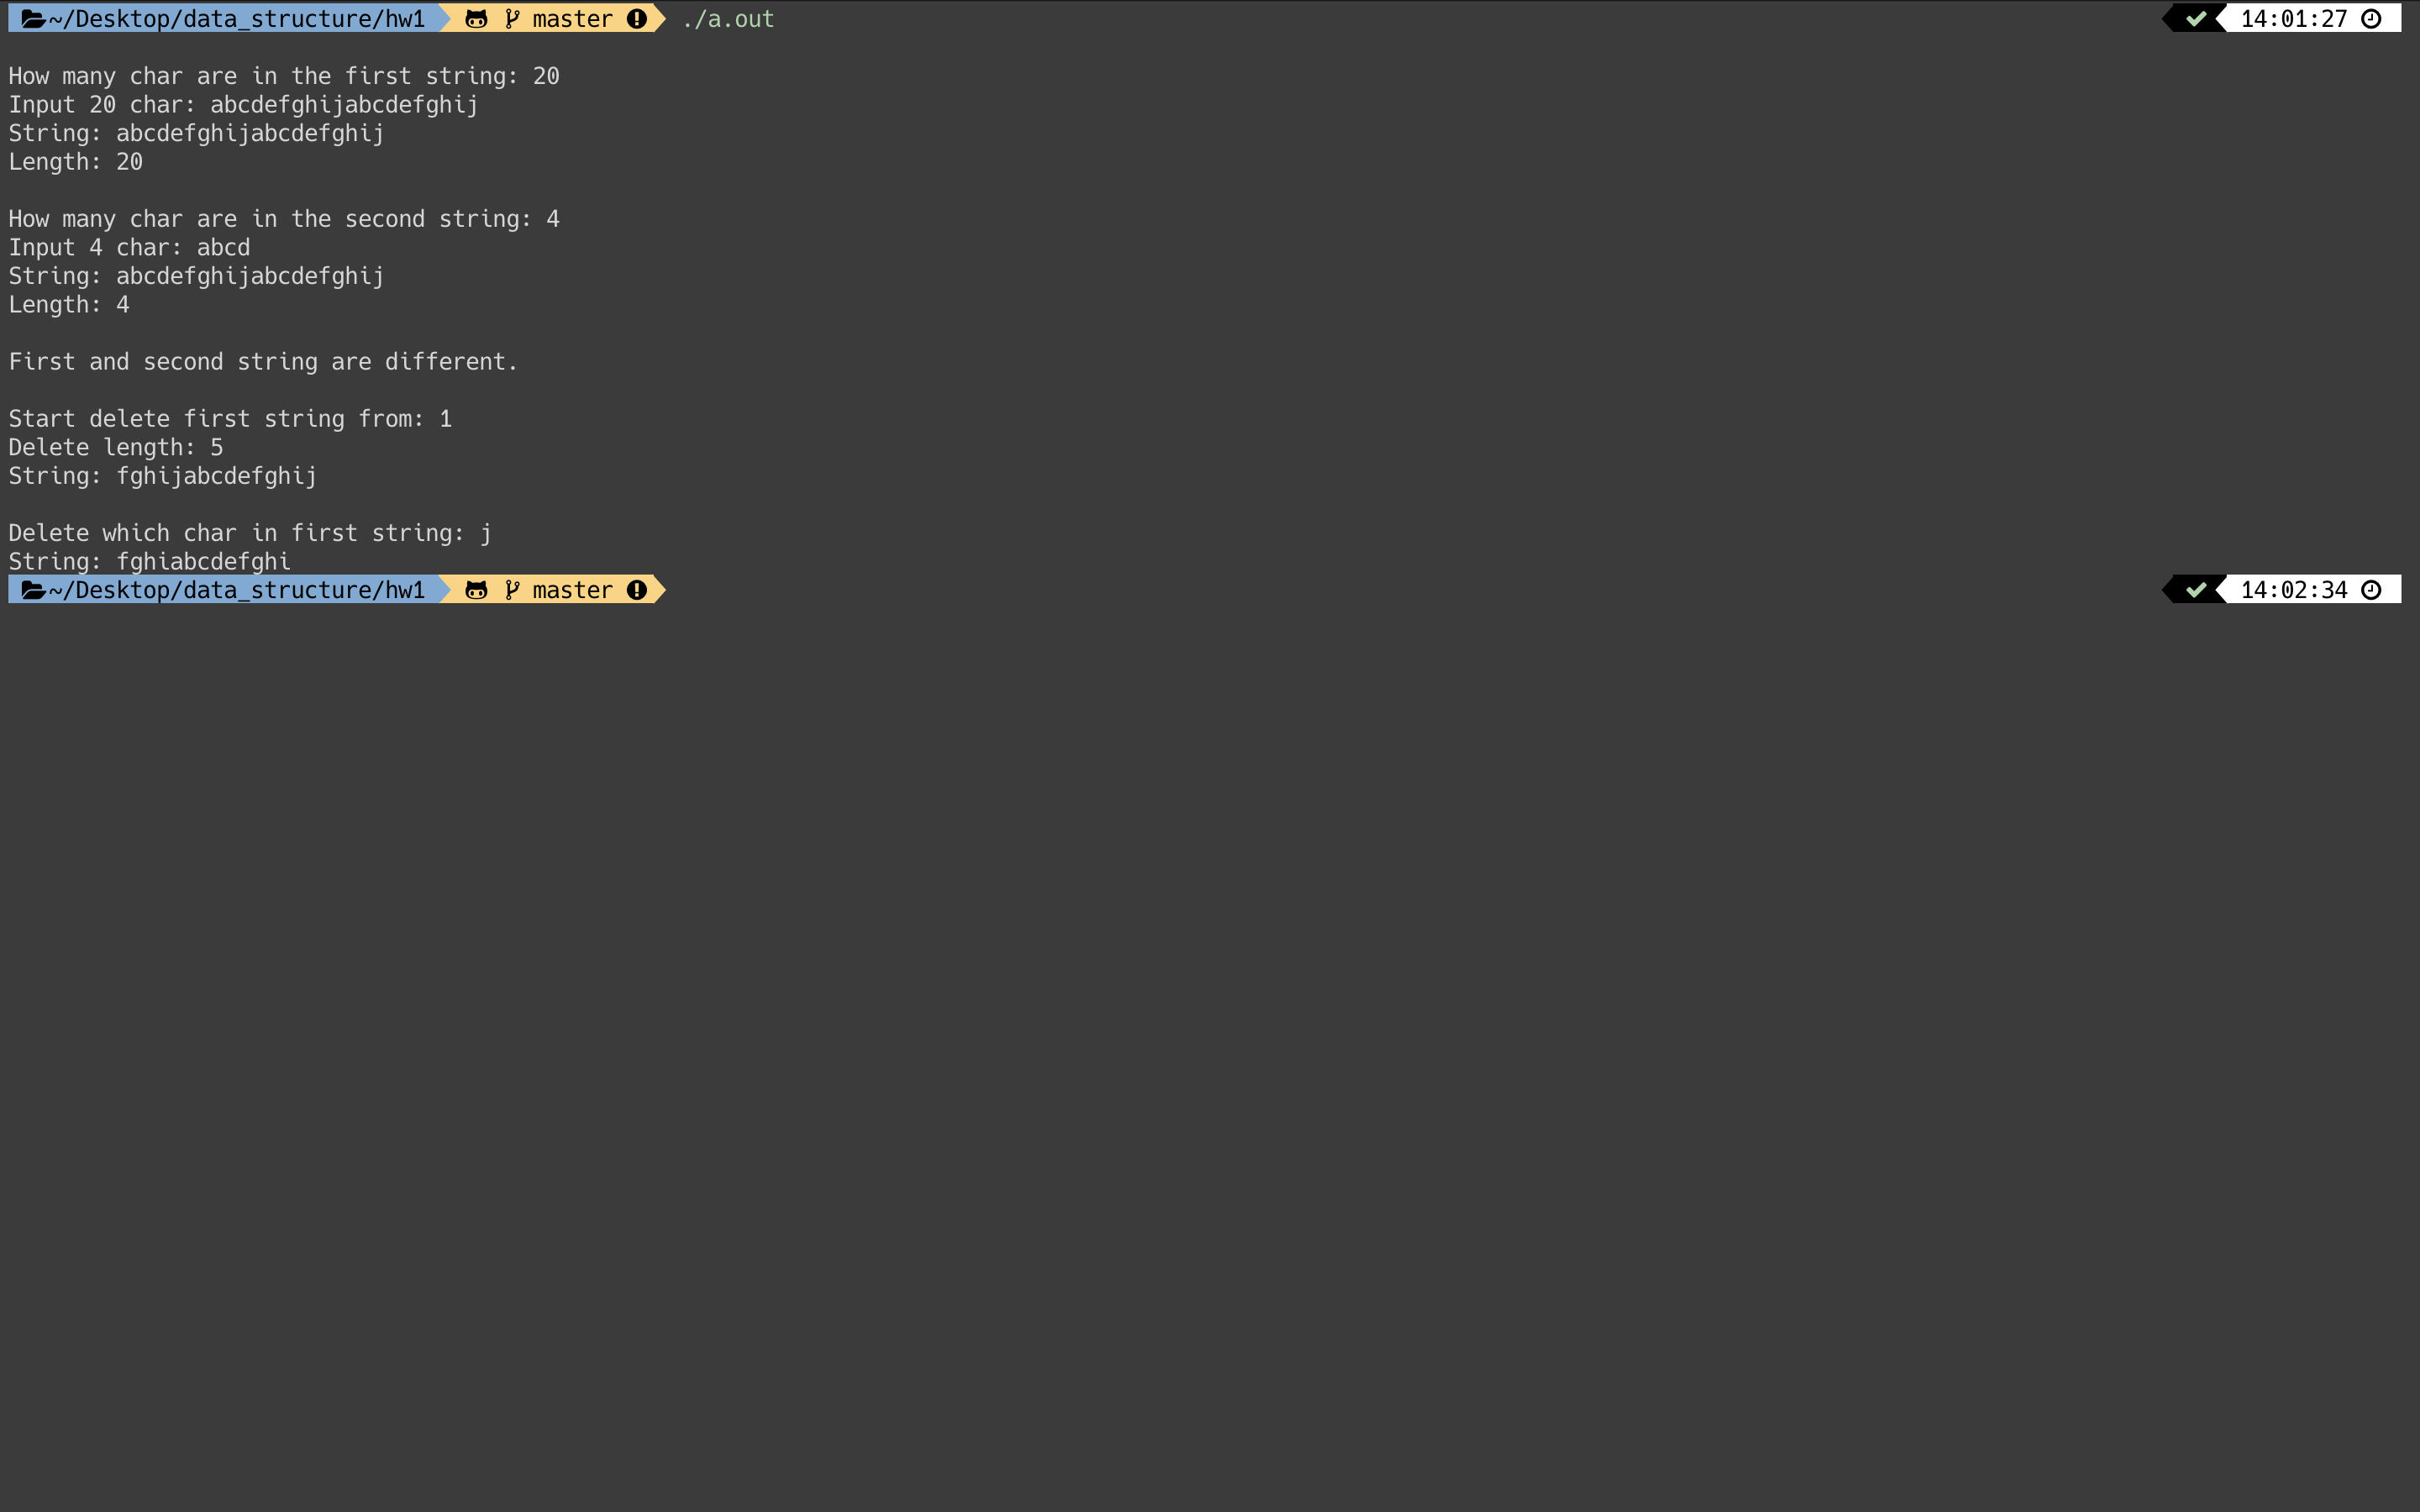 ~/Desktop/data_structure/hw1 master ./a.out 14:01:27
How many char are in the first string: 20
Input 20 char: abcdefghijabcdefghij
String: abcdefghijabcdefghij
Length: 20
How many char are in the second string: 4
Input 4 char: abcd
String: abcdefghijabcdefghij
Length: 4
First and second string are different.
Start delete first string from: 1
Delete length: 5
String: fghijabcdefghij
Delete which char in first string: j
String: fghiabcdefghi
~/Desktop/data_structure/hw1 master 14:02:34